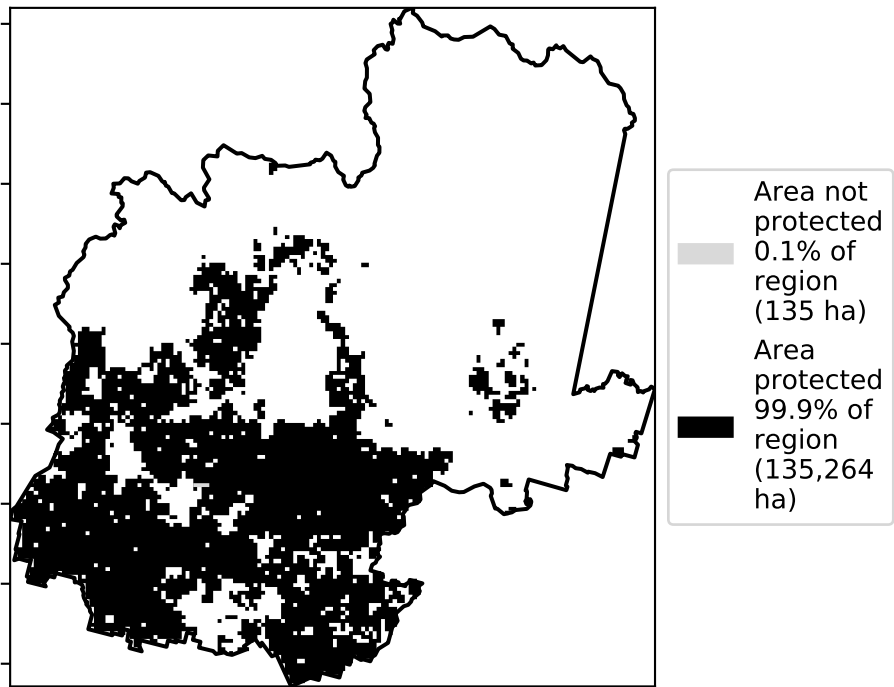 Area not
protected
0.1% of
region
(135 ha)
Area
protected
99.9% of
region
(135,264
ha)